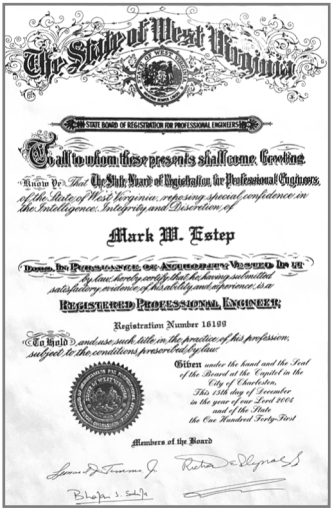 The State of West Virginia
STATE BOARD OF REGISTRATION FOR PROFESSIONAL ENGINEERS
To all to whom these presents shall come, Greeting
Know Ye That The State Board of Registration for Professional Engineers,
of the State of West Virginia, reposing special confidence in
the Intelligence, Integrity and Discretion of
Mark W. Estep
DOES, IN PURSUANCE OF AUTHORITY VESTED IN IT
by law, hereby certify that he, having submitted
satisfactory evidence of his ability and experience, is a
REGISTERED PROFESSIONAL ENGINEER,
Registration Number 16199
To Hold and use such title in the practice of his profession,
subject to the conditions prescribed by law.
Given under the hand and the Seal
of the Board at the Capitol in the
City of Charleston,
This 15th day of December
in the year of our Lord 2004
and of the State
the One Hundred Forty-First
Members of the Board